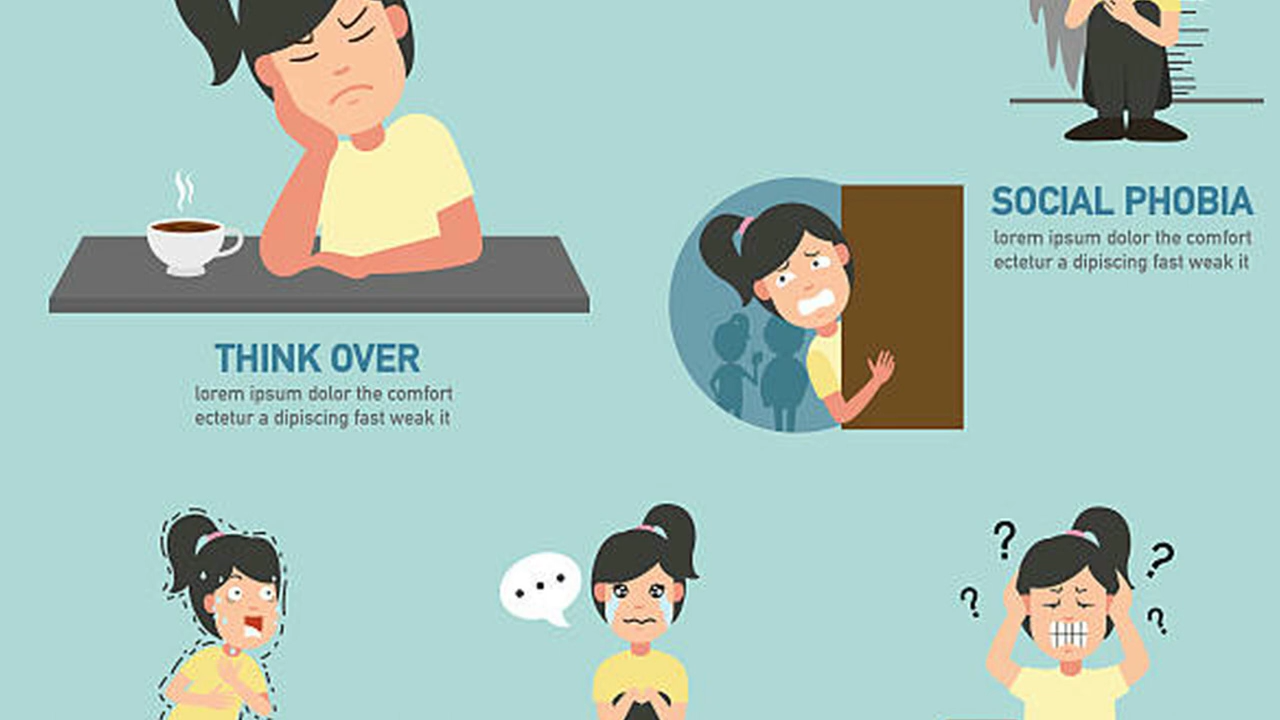 SOCIAL PHOBIA
lorem ipsum dolor the comfort
ectetur a dipiscing fast weak it
THINK OVER
lorem ipsum dolor the comfort
ectetur a dipiscing fast weak it
...
? ? ? ?